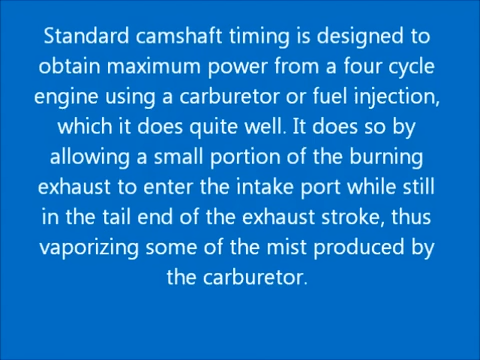 Standard camshaft timing is designed to
obtain maximum power from a four cycle
engine using a carburetor or fuel injection,
which it does quite well. It does so by
allowing a small portion of the burning
exhaust to enter the intake port while still
in the tail end of the exhaust stroke, thus
vaporizing some of the mist produced by
the carburetor.